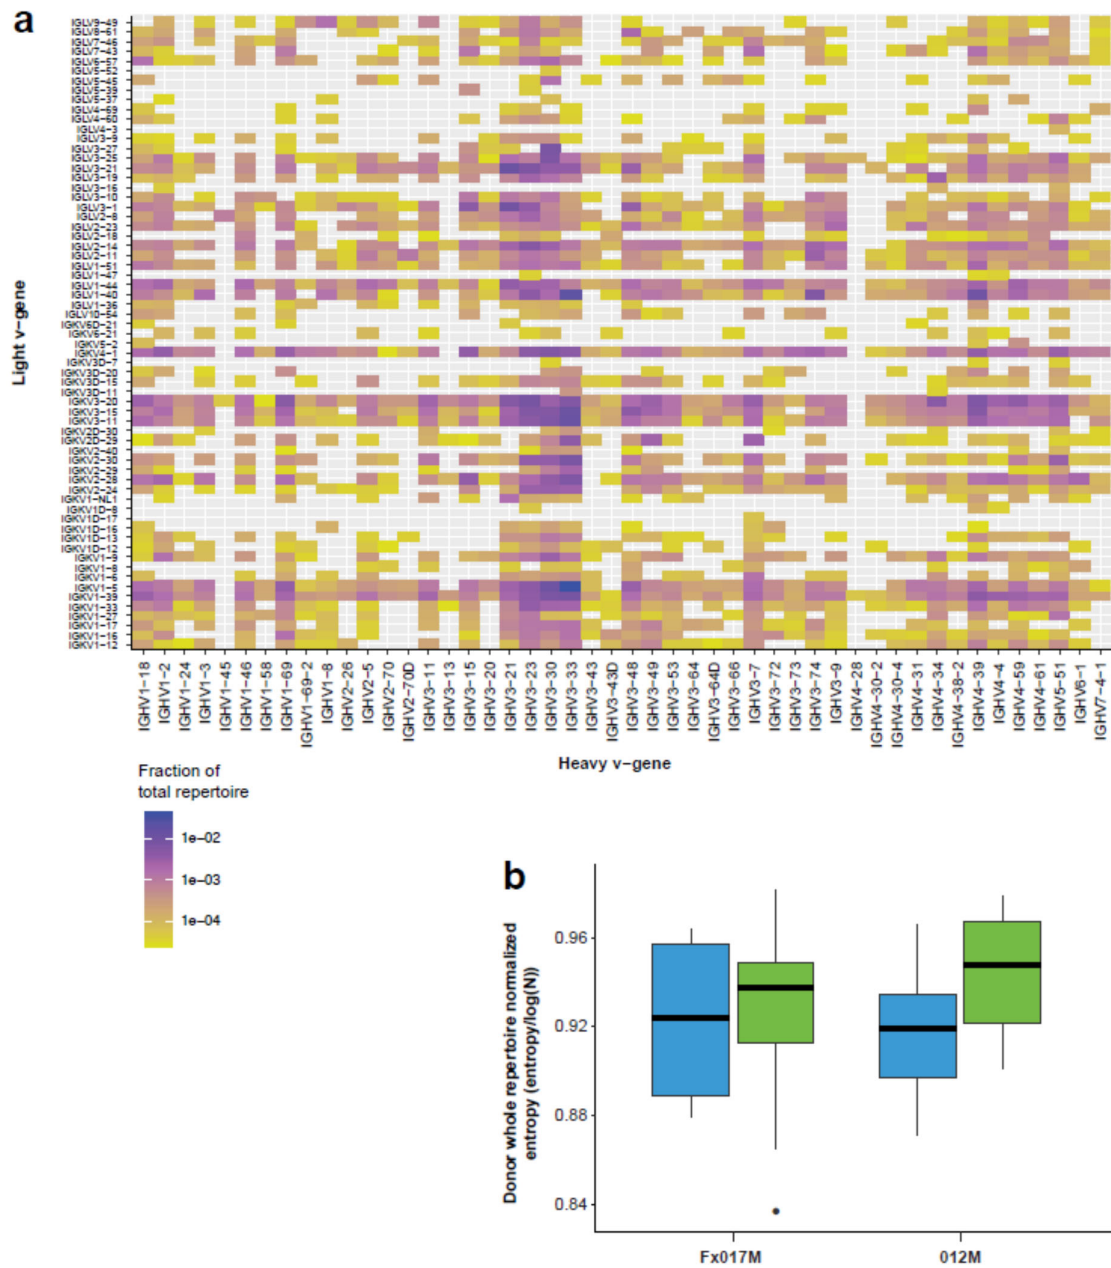 a
IGLV9-49
IGLV8-61
IGLV7-46
IGLV7-43
IGLV6-57
IGLV5-52
IGLV5-45
IGLV5-39
IGLV5-37
IGLV4-69
IGLV4-60
IGLV4-3
IGLV3-9
IGLV3-27
IGLV3-25
IGLV3-21
IGLV3-19
IGLV3-16
IGLV3-10
IGLV3-1
IGLV2-8
IGLV2-23
IGLV2-18
IGLV2-14
IGLV2-11
IGLV1-51
IGLV1-47
IGLV1-44
IGLV1-40
IGLV1-36
IGLV10-54
IGKV6D-21
IGKV6-21
IGKV5-2
IGKV4-1
IGKV3D-7
IGKV3D-20
IGKV3D-15
IGKV3D-11
IGKV3-20
IGKV3-15
IGKV3-11
IGKV2D-30
IGKV2D-29
IGKV2-40
IGKV2-30
IGKV2-29
IGKV2-28
IGKV2-24
IGKV1-NL1
IGKV1D-8
IGKV1D-17
IGKV1D-16
IGKV1D-13
IGKV1D-12
IGKV1-9
IGKV1-8
IGKV1-6
IGKV1-5
IGKV1-39
IGKV1-33
IGKV1-27
IGKV1-17
IGKV1-16
IGKV1-12
Light v-gene
IGHV1-18
IGHV1-2
IGHV1-24
IGHV1-3
IGHV1-45
IGHV1-46
IGHV1-58
IGHV1-69
IGHV1-69-2
IGHV1-8
IGHV2-26
IGHV2-5
IGHV2-70
IGHV2-70D
IGHV3-11
IGHV3-13
IGHV3-15
IGHV3-20
IGHV3-21
IGHV3-23
IGHV3-30
IGHV3-33
IGHV3-43
IGHV3-43D
IGHV3-48
IGHV3-49
IGHV3-53
IGHV3-64
IGHV3-64D
IGHV3-66
IGHV3-7
IGHV3-72
IGHV3-73
IGHV3-74
IGHV3-9
IGHV4-28
IGHV4-30-2
IGHV4-30-4
IGHV4-31
IGHV4-34
IGHV4-38-2
IGHV4-39
IGHV4-4
IGHV4-59
IGHV4-61
IGHV5-51
IGHV6-1
IGHV7-4-1
Heavy v-gene
Fraction of
total repertoire
1e-02
1e-03
1e-04
b
Donor whole repertoire normalized
entropy (entropy/log(N))
0.96
0.92
0.88
0.84
Fx017M
012M